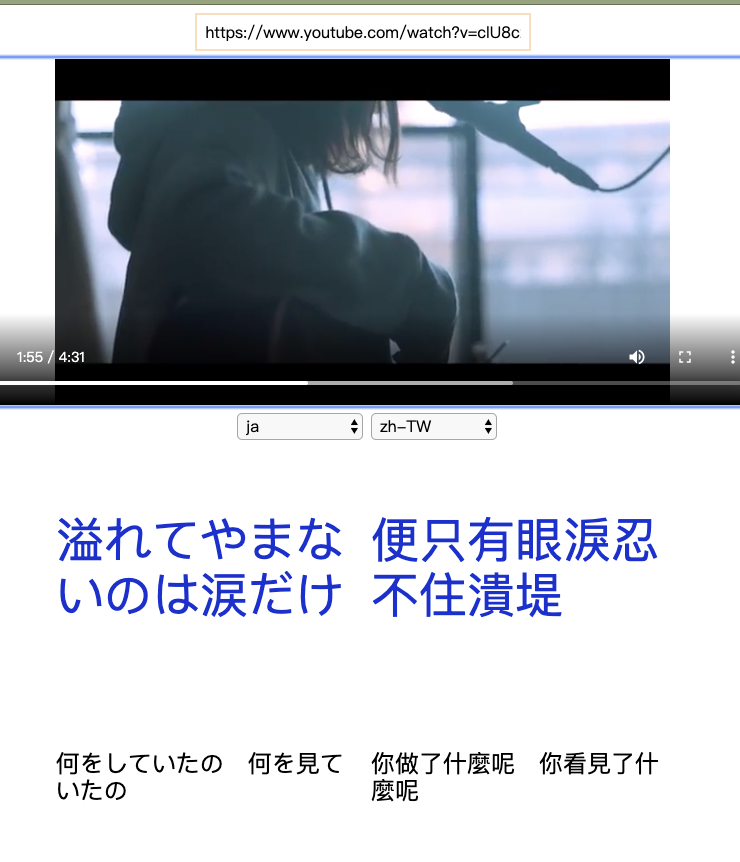 https://www.youtube.com/watch?v=clU8c
1:55 / 4:31
ja
zh-TW
溢れてやまな
いのは涙だけ
便只有眼淚忍
不住潰堤
何をしていたの　何を見て
いたの
你做了什麼呢　你看見了什
麼呢